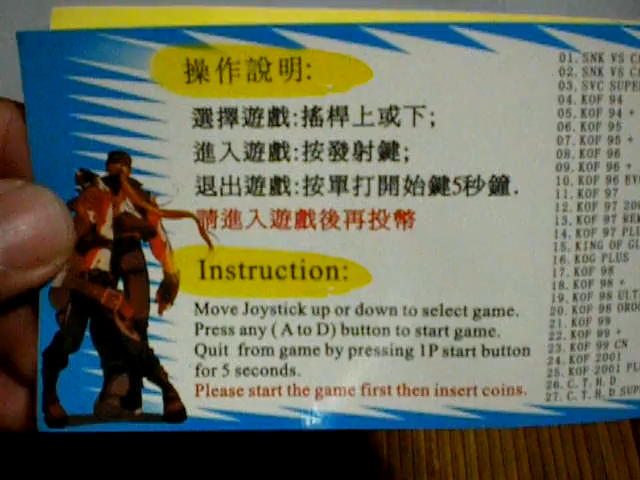 操作說明:
選擇遊戲:搖桿上或下;
進入遊戲:按發射鍵;
退出遊戲:按單打開始鍵5秒鐘.
請進入遊戲後再投幣
Instruction:
Move Joystick up or down to select game.
Press any ( A to D) button to start game.
Quit from game by pressing 1P start button
for 5 seconds.
Please start the game first then insert coins.
01. SNK VS
02. SNK VS
03. SVC
04. KOF 94
05. KOF 94 +
06. KOF 95
07. KOF 95 +
08. KOF 96
09. KOF 96 +
10. KOF 96
11. KOF 97
12. KOF 97
13. KOF 97
14. KOF 97
15. KING OF
16. KOG PLUS
17. KOF 98
18. KOF 98 +
19. KOF 98
20. KOF 98
21. KOF 99
22. KOF 99 +
23. KOF 99 CN
24. KOF 2001
25. KOF 2001
26. C. T. H. D
27. C. T. H. D